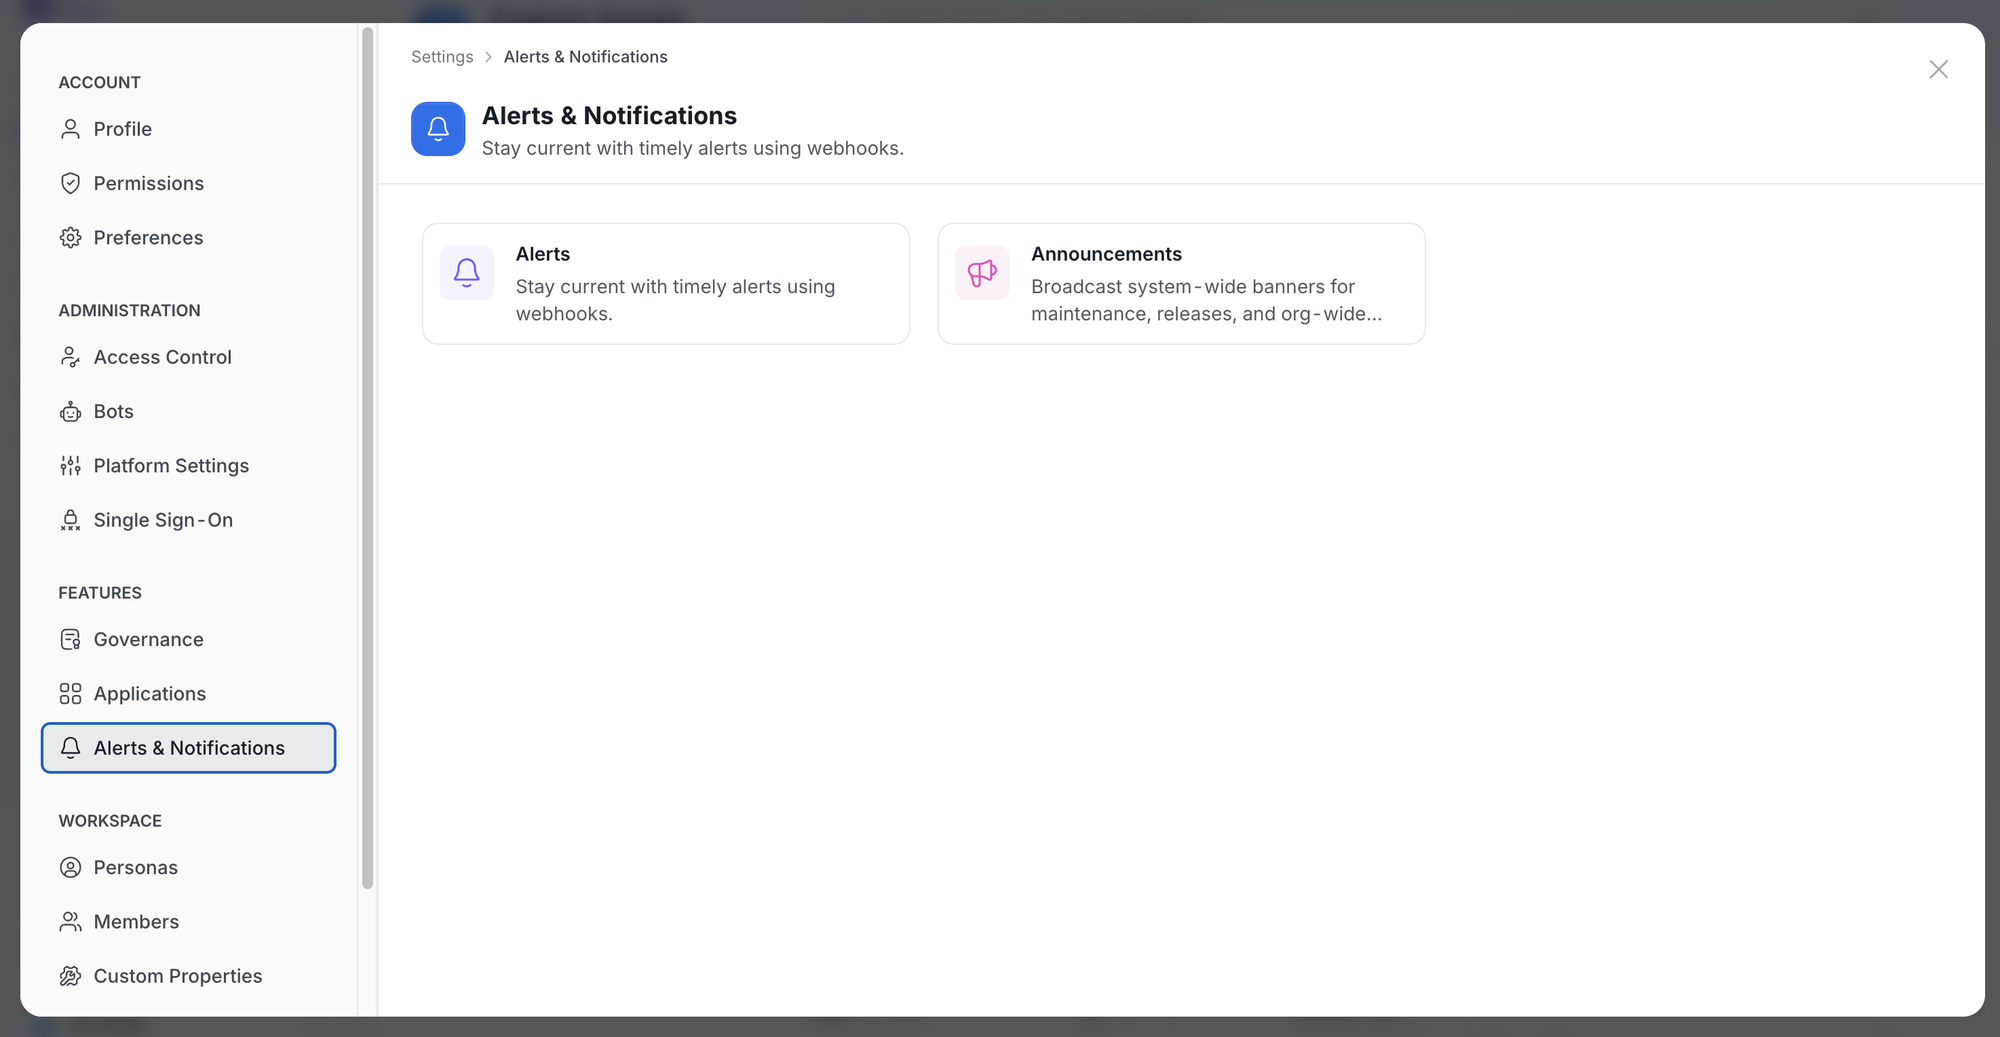 ACCOUNT
Profile
Permissions
Preferences
ADMINISTRATION
Access Control
Bots
Platform Settings
Single Sign-On
FEATURES
Governance
Applications
Alerts & Notifications
WORKSPACE
Personas
Members
Custom Properties
Settings > Alerts & Notifications
Alerts & Notifications
Stay current with timely alerts using webhooks.
Alerts
Stay current with timely alerts using
webhooks.
Announcements
Broadcast system-wide banners for
maintenance, releases, and org-wide...